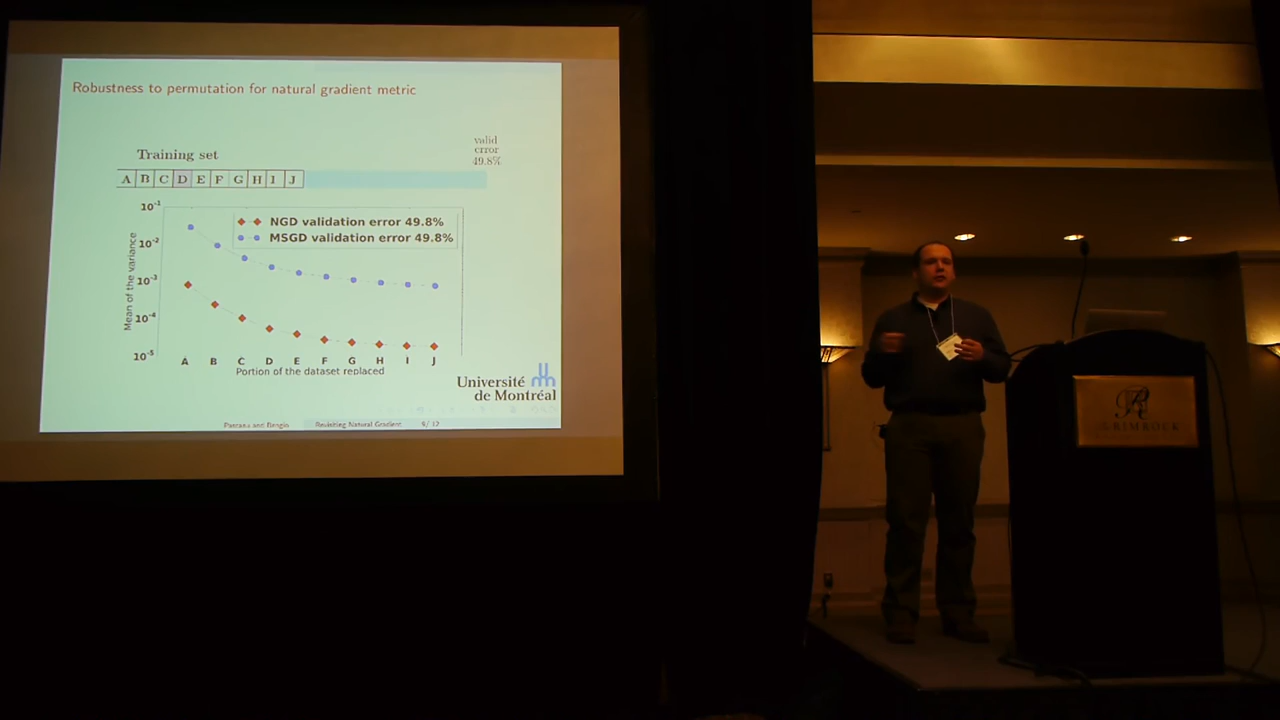 Robustness to permutation for natural gradient metric
valid
error
49.8%
Training set
A B C D E F G H I J
10-1
10-2
10-3
10-4
10-5
Mean of the variance
NGD validation error 49.8%
MSGD validation error 49.8%
A B C D E F G H I J
Portion of the dataset replaced
Université
de Montréal
Pascanu and Bengio Revisiting Natural Gradient 9/ 12
RIMROCK